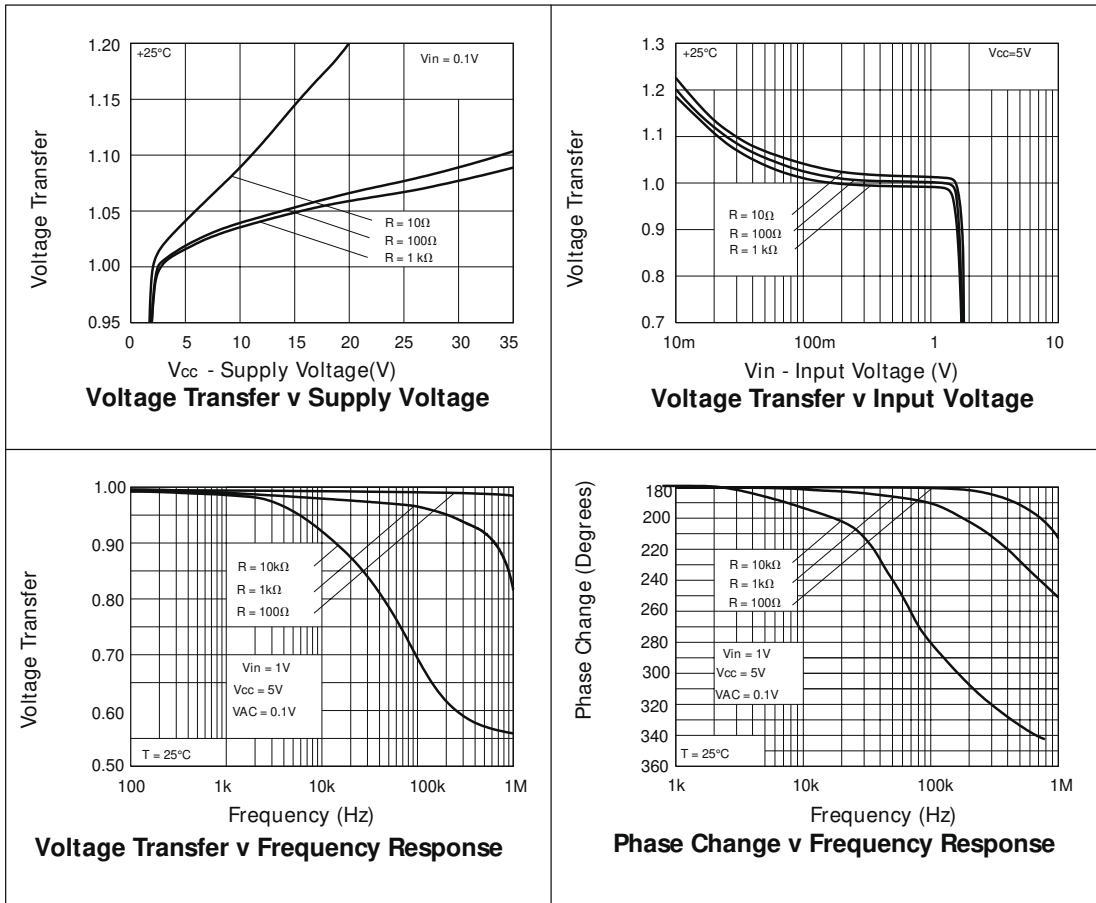 1.20
+25°C
Vin = 0.1V
1.15
1.10
1.05
1.00
0.95
R = 10Ω
R = 100Ω
R = 1 kΩ
0 5 10 15 20 25 30 35
Voltage Transfer
Vcc - Supply Voltage(V)
Voltage Transfer v Supply Voltage
1.3
+25°C
Vcc=5V
1.2
1.1
1.0
0.9
0.8
0.7
R = 10Ω
R = 100Ω
R = 1 kΩ
10m 100m 1 10
Voltage Transfer
Vin - Input Voltage (V)
Voltage Transfer v Input Voltage
1.00
0.90
0.80
0.70
0.60
0.50
R = 10kΩ
R = 1kΩ
R = 100Ω
Vin = 1V
Vcc = 5V
VAC = 0.1V
T = 25°C
100 1k 10k 100k 1M
Voltage Transfer
Frequency (Hz)
Voltage Transfer v Frequency Response
180
200
220
240
260
280
300
320
340
360
R = 10kΩ
R = 1kΩ
R = 100Ω
Vin = 1V
Vcc = 5V
VAC = 0.1V
T = 25°C
1k 10k 100k 1M
Phase Change (Degrees)
Frequency (Hz)
Phase Change v Frequency Response